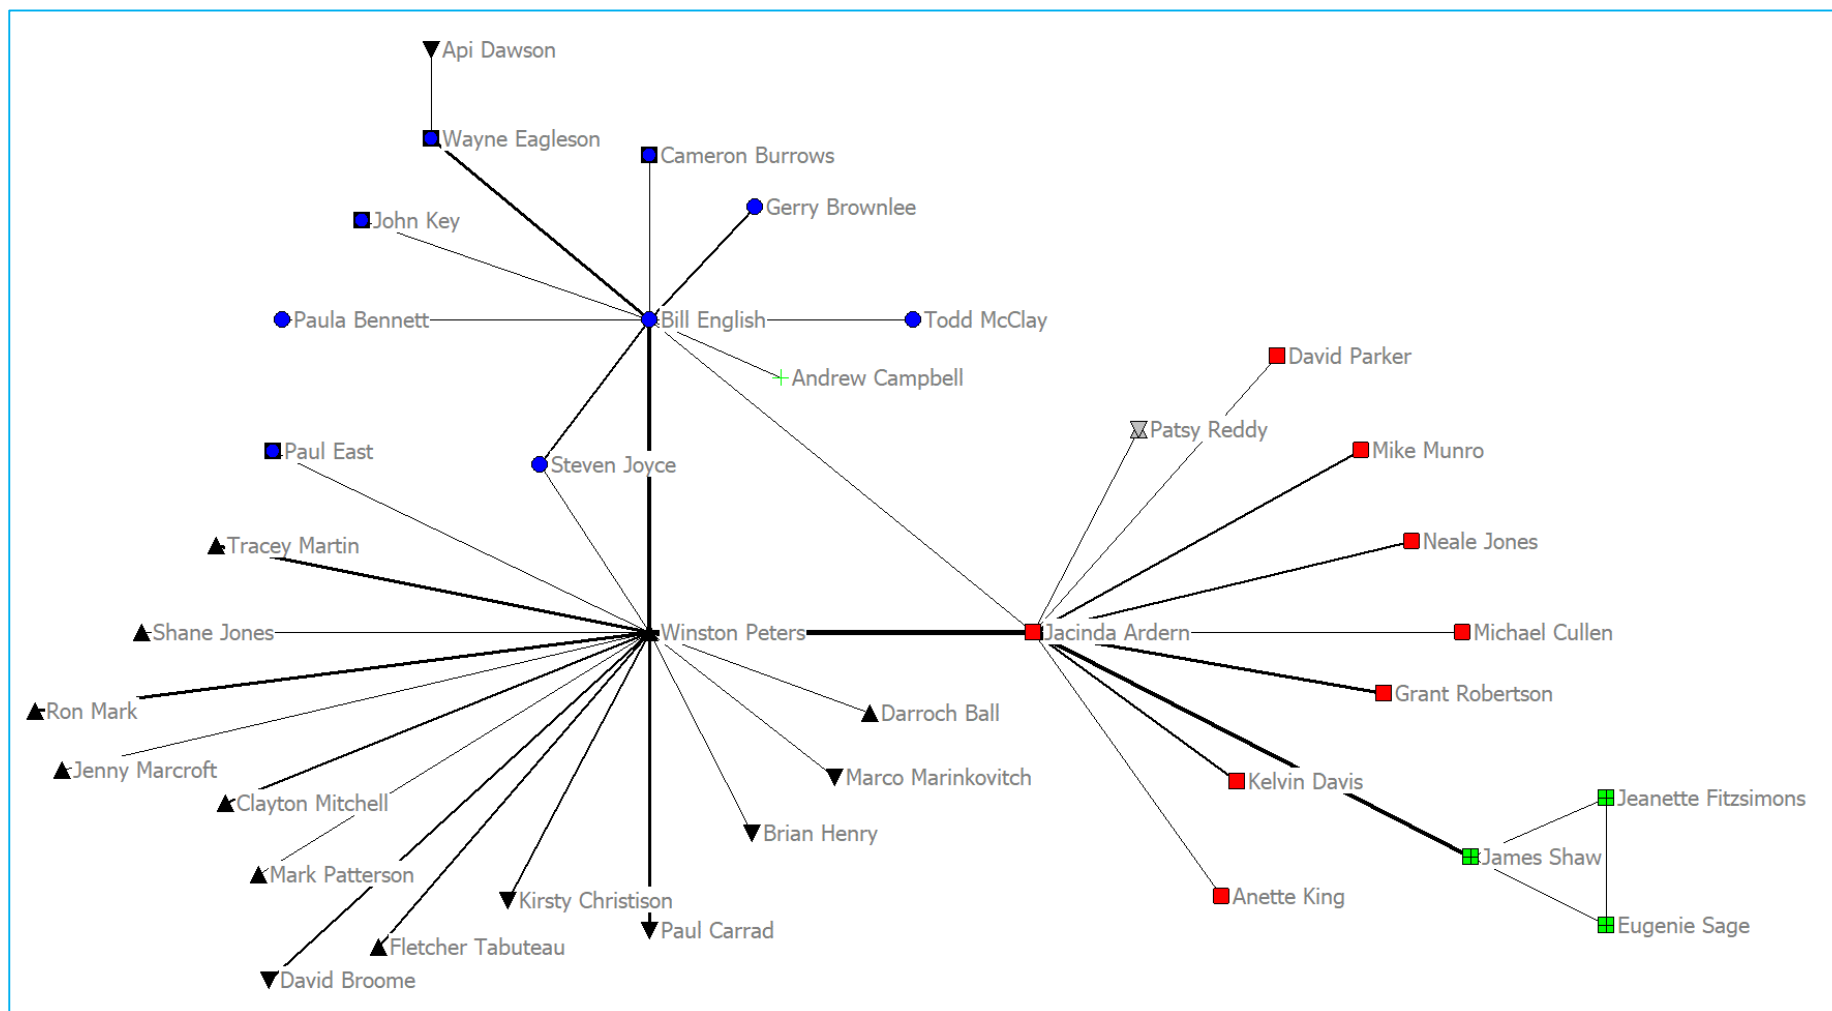 Api Dawson
Wayne Eagleson
Cameron Burrows
Gerry Brownlee
John Key
Paula Bennett
Bill English
Todd McClay
David Parker
Andrew Campbell
Patsy Reddy
Paul East
Steven Joyce
Mike Munro
Tracey Martin
Neale Jones
Shane Jones
Winston Peters
Jacinda Ardern
Michael Cullen
Ron Mark
Darroch Ball
Grant Robertson
Jenny Marcroft
Marco Marinkovitch
Kelvin Davis
Clayton Mitchell
Brian Henry
Jeanette Fitzsimons
James Shaw
Mark Patterson
Kirsty Christison
Anette King
Paul Carrad
Eugenie Sage
Fletcher Tabuteau
David Broome